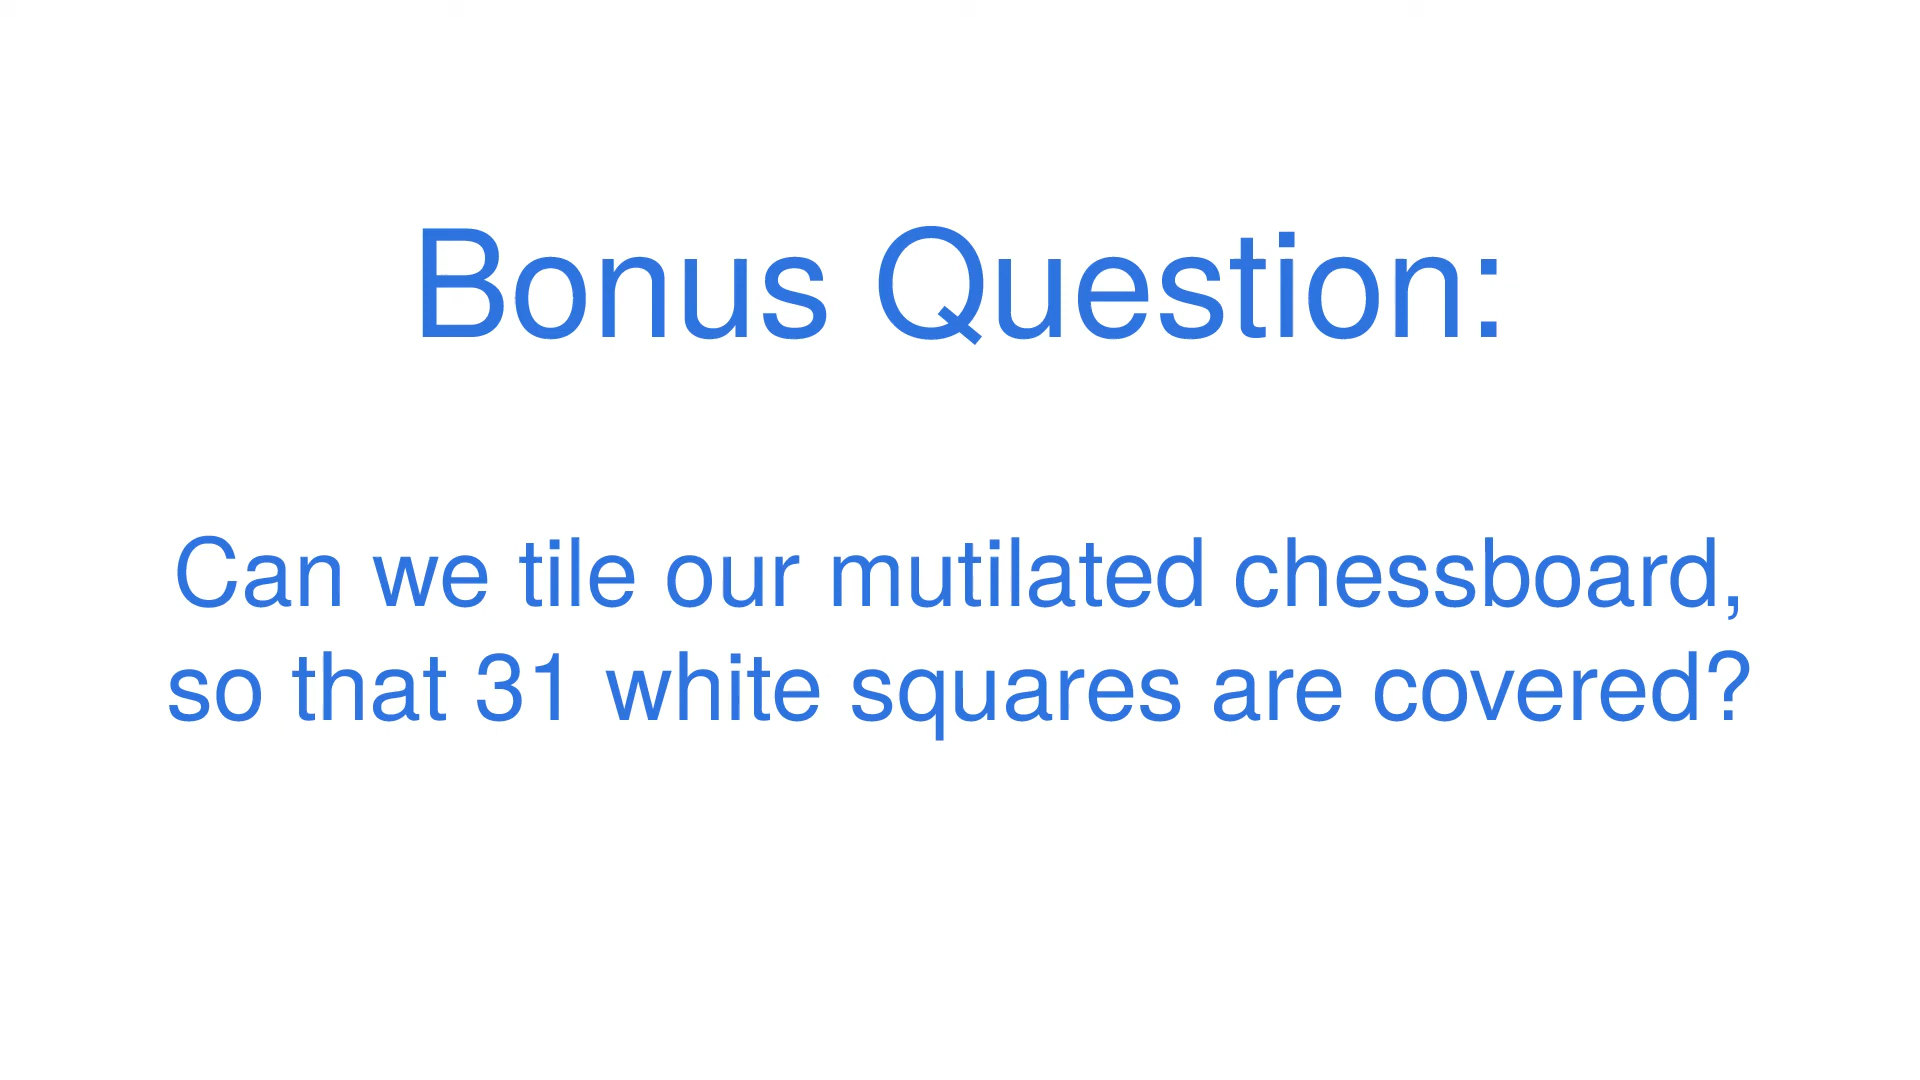 Bonus Question:
Can we tile our mutilated chessboard,
so that 31 white squares are covered?